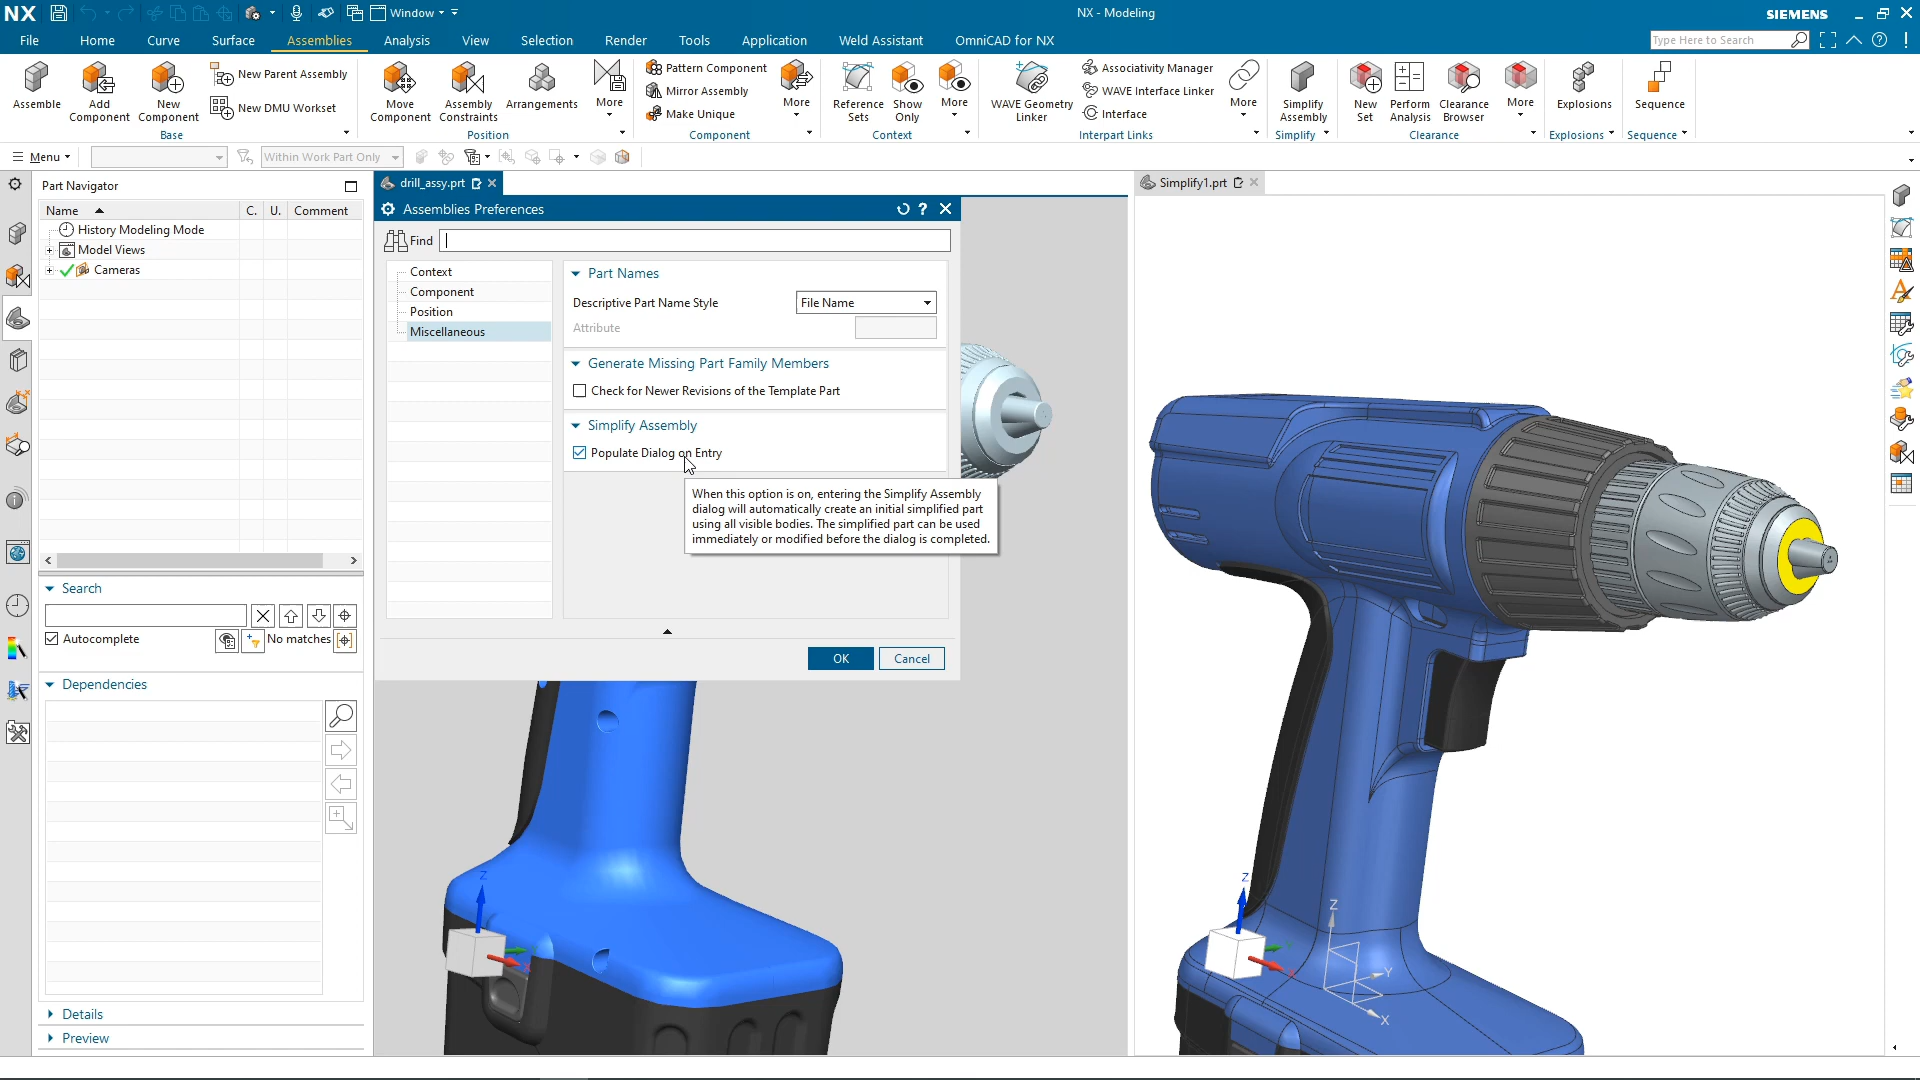 NX
Window
NX - Modeling
SIEMENS
File
Home
Curve
Surface
Assemblies
Analysis
View
Selection
Render
Tools
Application
Weld Assistant
OmniCAD for NX
Type Here to Search
Assemble
Add Component
New Component
New Parent Assembly
New DMU Workset
Base
Move Component
Assembly Constraints
Arrangements
More
Position
Pattern Component
Mirror Assembly
Make Unique
More
Component
Reference Sets
Show Only
More
Context
WAVE Geometry Linker
Associativity Manager
WAVE Interface Linker
Interface
More
Interpart Links
Simplify Assembly
Simplify
New Set
Perform Analysis
Clearance Browser
More
Clearance
Explosions
Explosions
Sequence
Sequence
Menu
Within Work Part Only
Part Navigator
Name
C.
U.
Comment
History Modeling Mode
Model Views
Cameras
Search
Autocomplete
No matches
Dependencies
Details
Preview
drill_assy.prt
Simplify1.prt
Assemblies Preferences
Find
Context
Component
Position
Miscellaneous
Part Names
Descriptive Part Name Style
File Name
Attribute
Generate Missing Part Family Members
Check for Newer Revisions of the Template Part
Simplify Assembly
Populate Dialog on Entry
When this option is on, entering the Simplify Assembly
dialog will automatically create an initial simplified part
using all visible bodies. The simplified part can be used
immediately or modified before the dialog is completed.
OK
Cancel
Z
X
Z
X
Z
Y
X